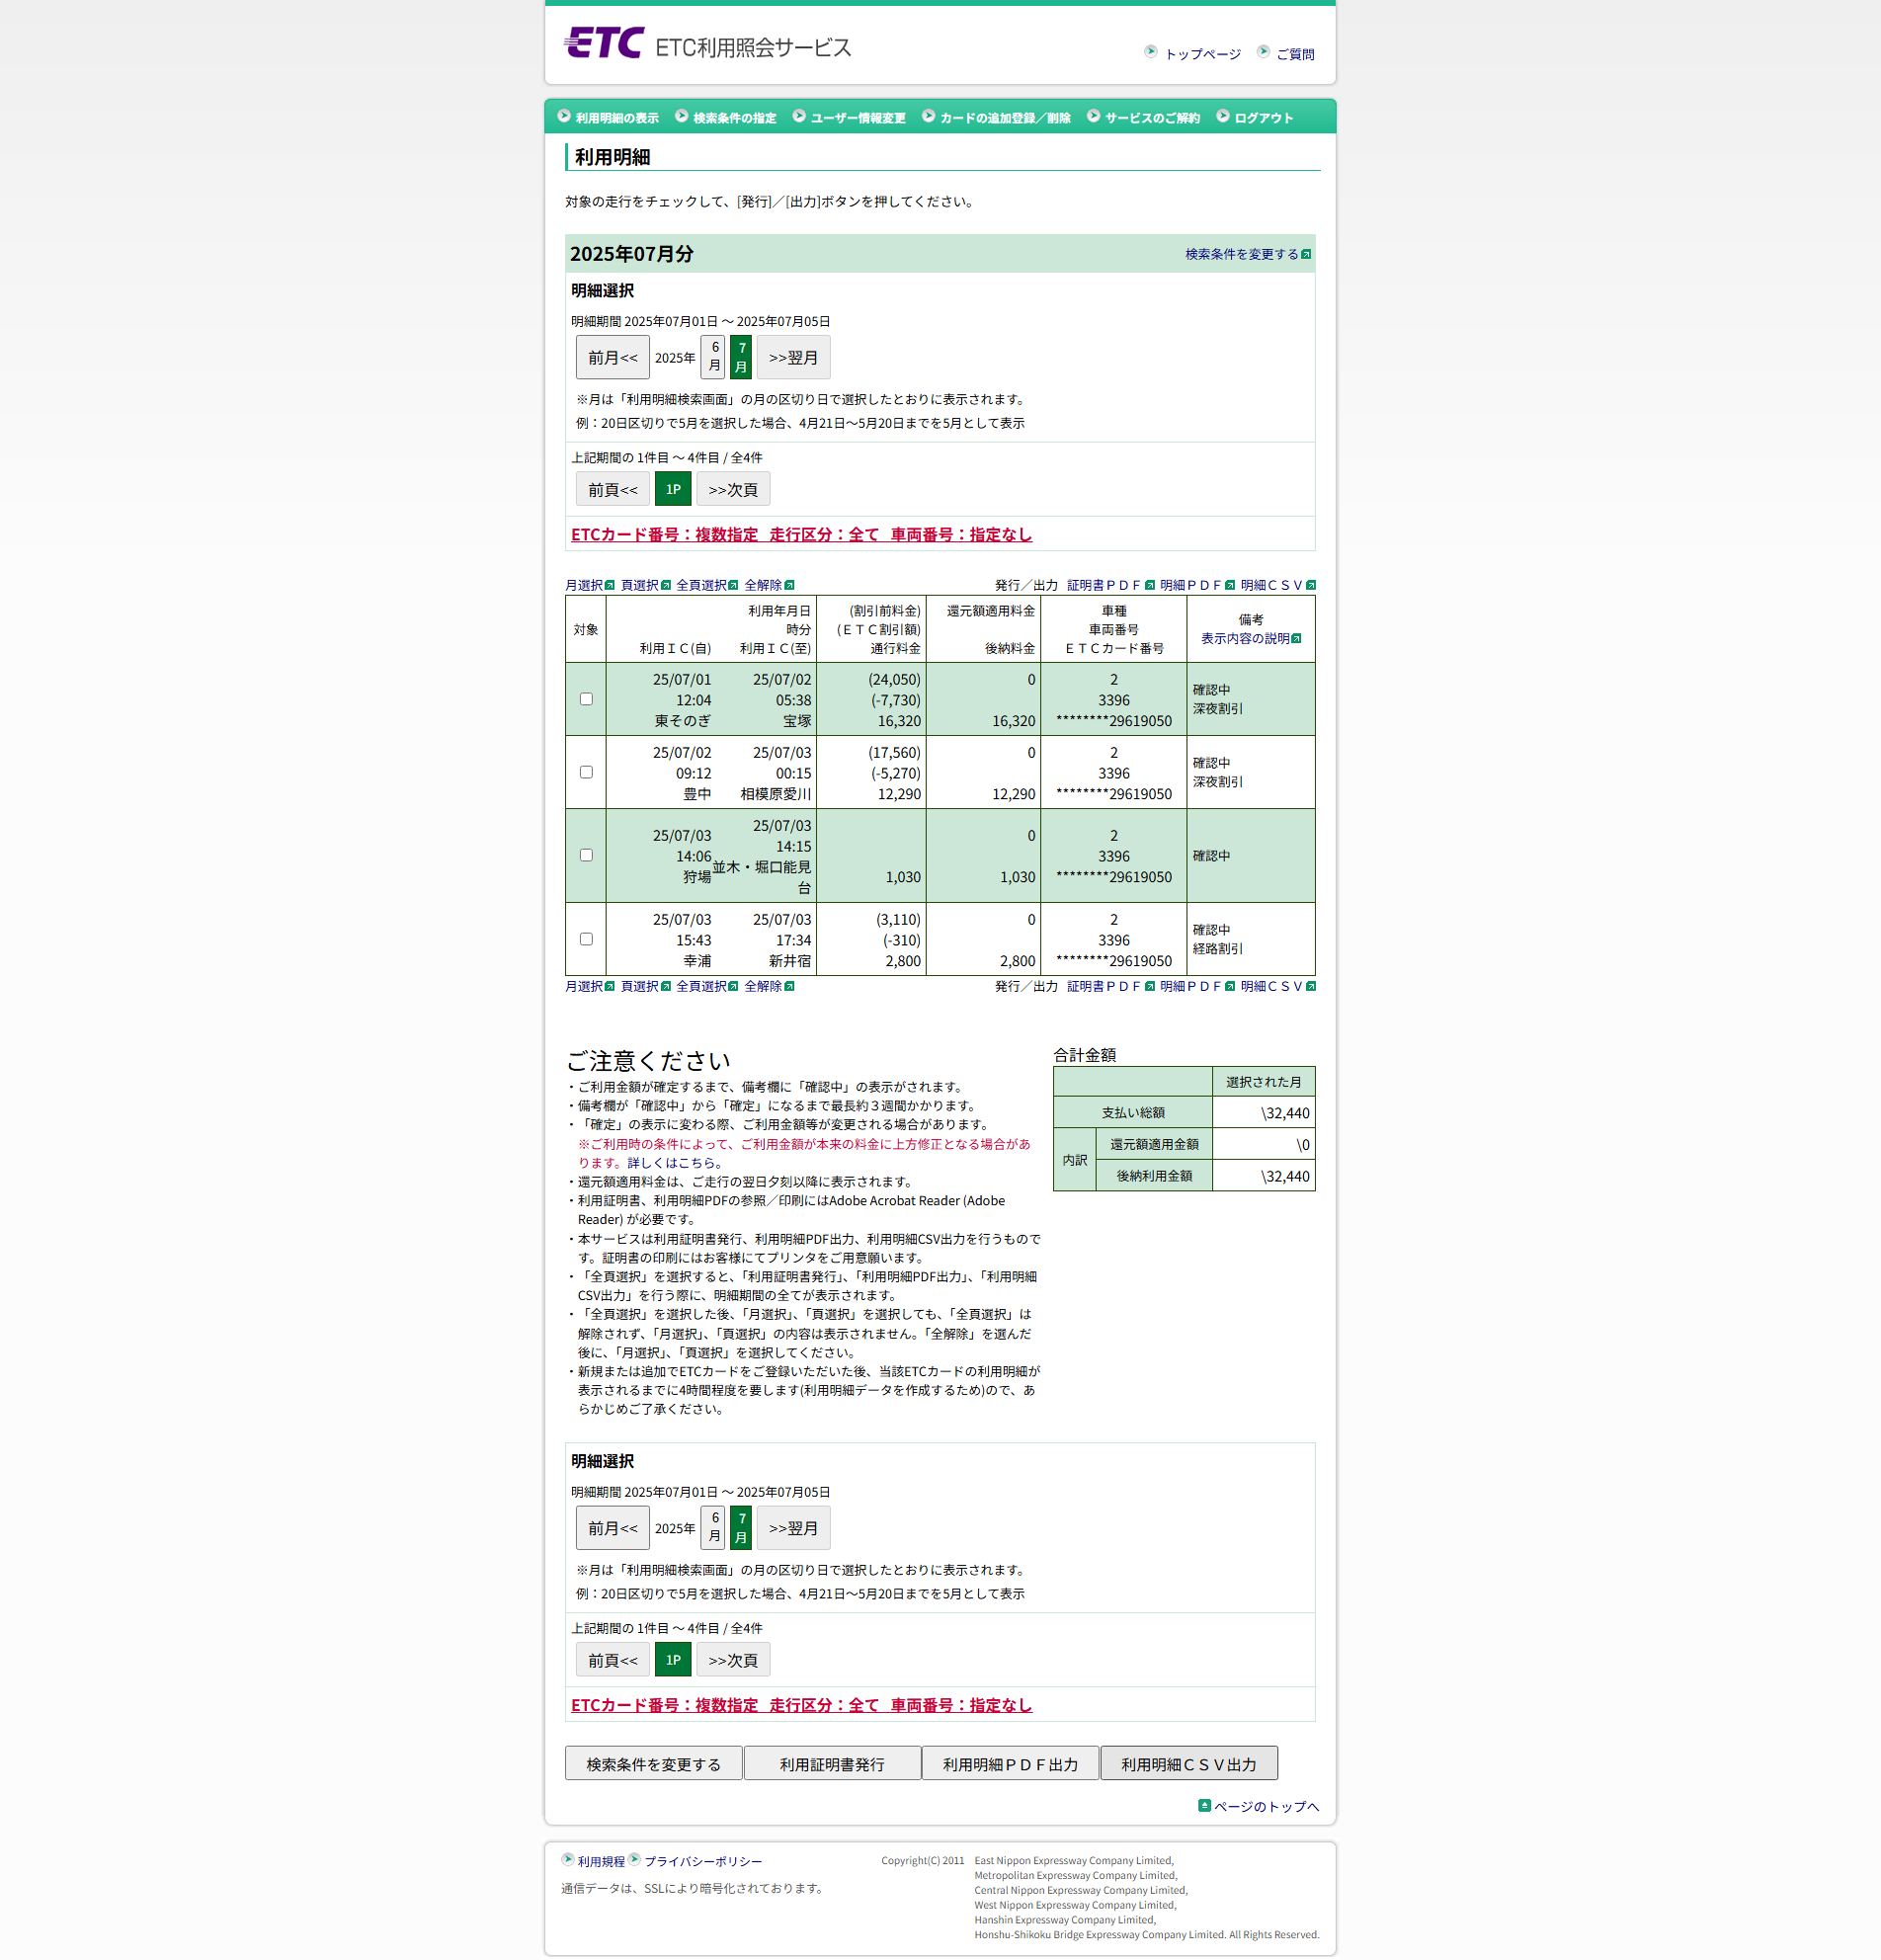 ETC ETC利用照会サービス
トップページ ご質問
利用明細の表示 検索条件の指定 ユーザー情報変更 カードの追加登録／削除 サービスのご解約 ログアウト
利用明細
対象の走行をチェックして、[発行]／[出力]ボタンを押してください。
2025年07月分 検索条件を変更する
明細選択
明細期間 2025年07月01日 ～ 2025年07月05日
前月<< 2025年 6月 7月 >>翌月
※月は「利用明細検索画面」の月の区切り日で選択したとおりに表示されます。
例：20日区切りで5月を選択した場合、4月21日～5月20日までを5月として表示
上記期間の 1件目 ～ 4件目 / 全4件
前頁<< 1P >>次頁
ETCカード番号：複数指定 走行区分：全て 車両番号：指定なし
月選択 頁選択 全頁選択 全解除 発行／出力 証明書ＰＤＦ 明細ＰＤＦ 明細ＣＳＶ
対象
利用年月日
時分
利用ＩＣ(自) 利用ＩＣ(至)
(割引前料金)
(ＥＴＣ割引額)
通行料金
還元額適用料金
後納料金
車種
車両番号
ＥＴＣカード番号
備考
表示内容の説明
25/07/01 25/07/02 (24,050) 0 2
12:04 05:38 (-7,730) 3396
東そのぎ 宝塚 16,320 16,320 ********29619050
確認中
深夜割引
25/07/02 25/07/03 (17,560) 0 2
09:12 00:15 (-5,270) 3396
豊中 相模原愛川 12,290 12,290 ********29619050
確認中
深夜割引
25/07/03 25/07/03 0 2
14:06 14:15 3396
狩場 並木・堀口能見台 1,030 1,030 ********29619050
確認中
25/07/03 25/07/03 (3,110) 0 2
15:43 17:34 (-310) 3396
幸浦 新井宿 2,800 2,800 ********29619050
確認中
経路割引
月選択 頁選択 全頁選択 全解除 発行／出力 証明書ＰＤＦ 明細ＰＤＦ 明細ＣＳＶ
ご注意ください
・ご利用金額が確定するまで、備考欄に「確認中」の表示がされます。
・備考欄が「確認中」から「確定」になるまで最長約３週間かかります。
・「確定」の表示に変わる際、ご利用金額等が変更される場合があります。
※ご利用時の条件によって、ご利用金額が本来の料金に上方修正となる場合があ
ります。詳しくはこちら。
・還元額適用料金は、ご走行の翌日夕刻以降に表示されます。
・利用証明書、利用明細PDFの参照／印刷にはAdobe Acrobat Reader (Adobe
Reader) が必要です。
・本サービスは利用証明書発行、利用明細PDF出力、利用明細CSV出力を行うもので
す。証明書の印刷にはお客様にてプリンタをご用意願います。
・「全頁選択」を選択すると、「利用証明書発行」、「利用明細PDF出力」、「利用明細
CSV出力」を行う際に、明細期間の全てが表示されます。
・「全頁選択」を選択した後、「月選択」、「頁選択」を選択しても、「全頁選択」は
解除されず、「月選択」、「頁選択」の内容は表示されません。「全解除」を選んだ
後に、「月選択」、「頁選択」を選択してください。
・新規または追加でETCカードをご登録いただいた後、当該ETCカードの利用明細が
表示されるまでに4時間程度を要します(利用明細データを作成するため)ので、あ
らかじめご了承ください。
合計金額
選択された月
支払い総額 \32,440
内訳 還元額適用金額 \0
後納利用金額 \32,440
明細選択
明細期間 2025年07月01日 ～ 2025年07月05日
前月<< 2025年 6月 7月 >>翌月
※月は「利用明細検索画面」の月の区切り日で選択したとおりに表示されます。
例：20日区切りで5月を選択した場合、4月21日～5月20日までを5月として表示
上記期間の 1件目 ～ 4件目 / 全4件
前頁<< 1P >>次頁
ETCカード番号：複数指定 走行区分：全て 車両番号：指定なし
検索条件を変更する 利用証明書発行 利用明細ＰＤＦ出力 利用明細ＣＳＶ出力
ページのトップへ
利用規程 プライバシーポリシー
通信データは、SSLにより暗号化されております。
Copyright(C) 2011 East Nippon Expressway Company Limited,
Metropolitan Expressway Company Limited,
Central Nippon Expressway Company Limited,
West Nippon Expressway Company Limited,
Hanshin Expressway Company Limited,
Honshu-Shikoku Bridge Expressway Company Limited. All Rights Reserved.